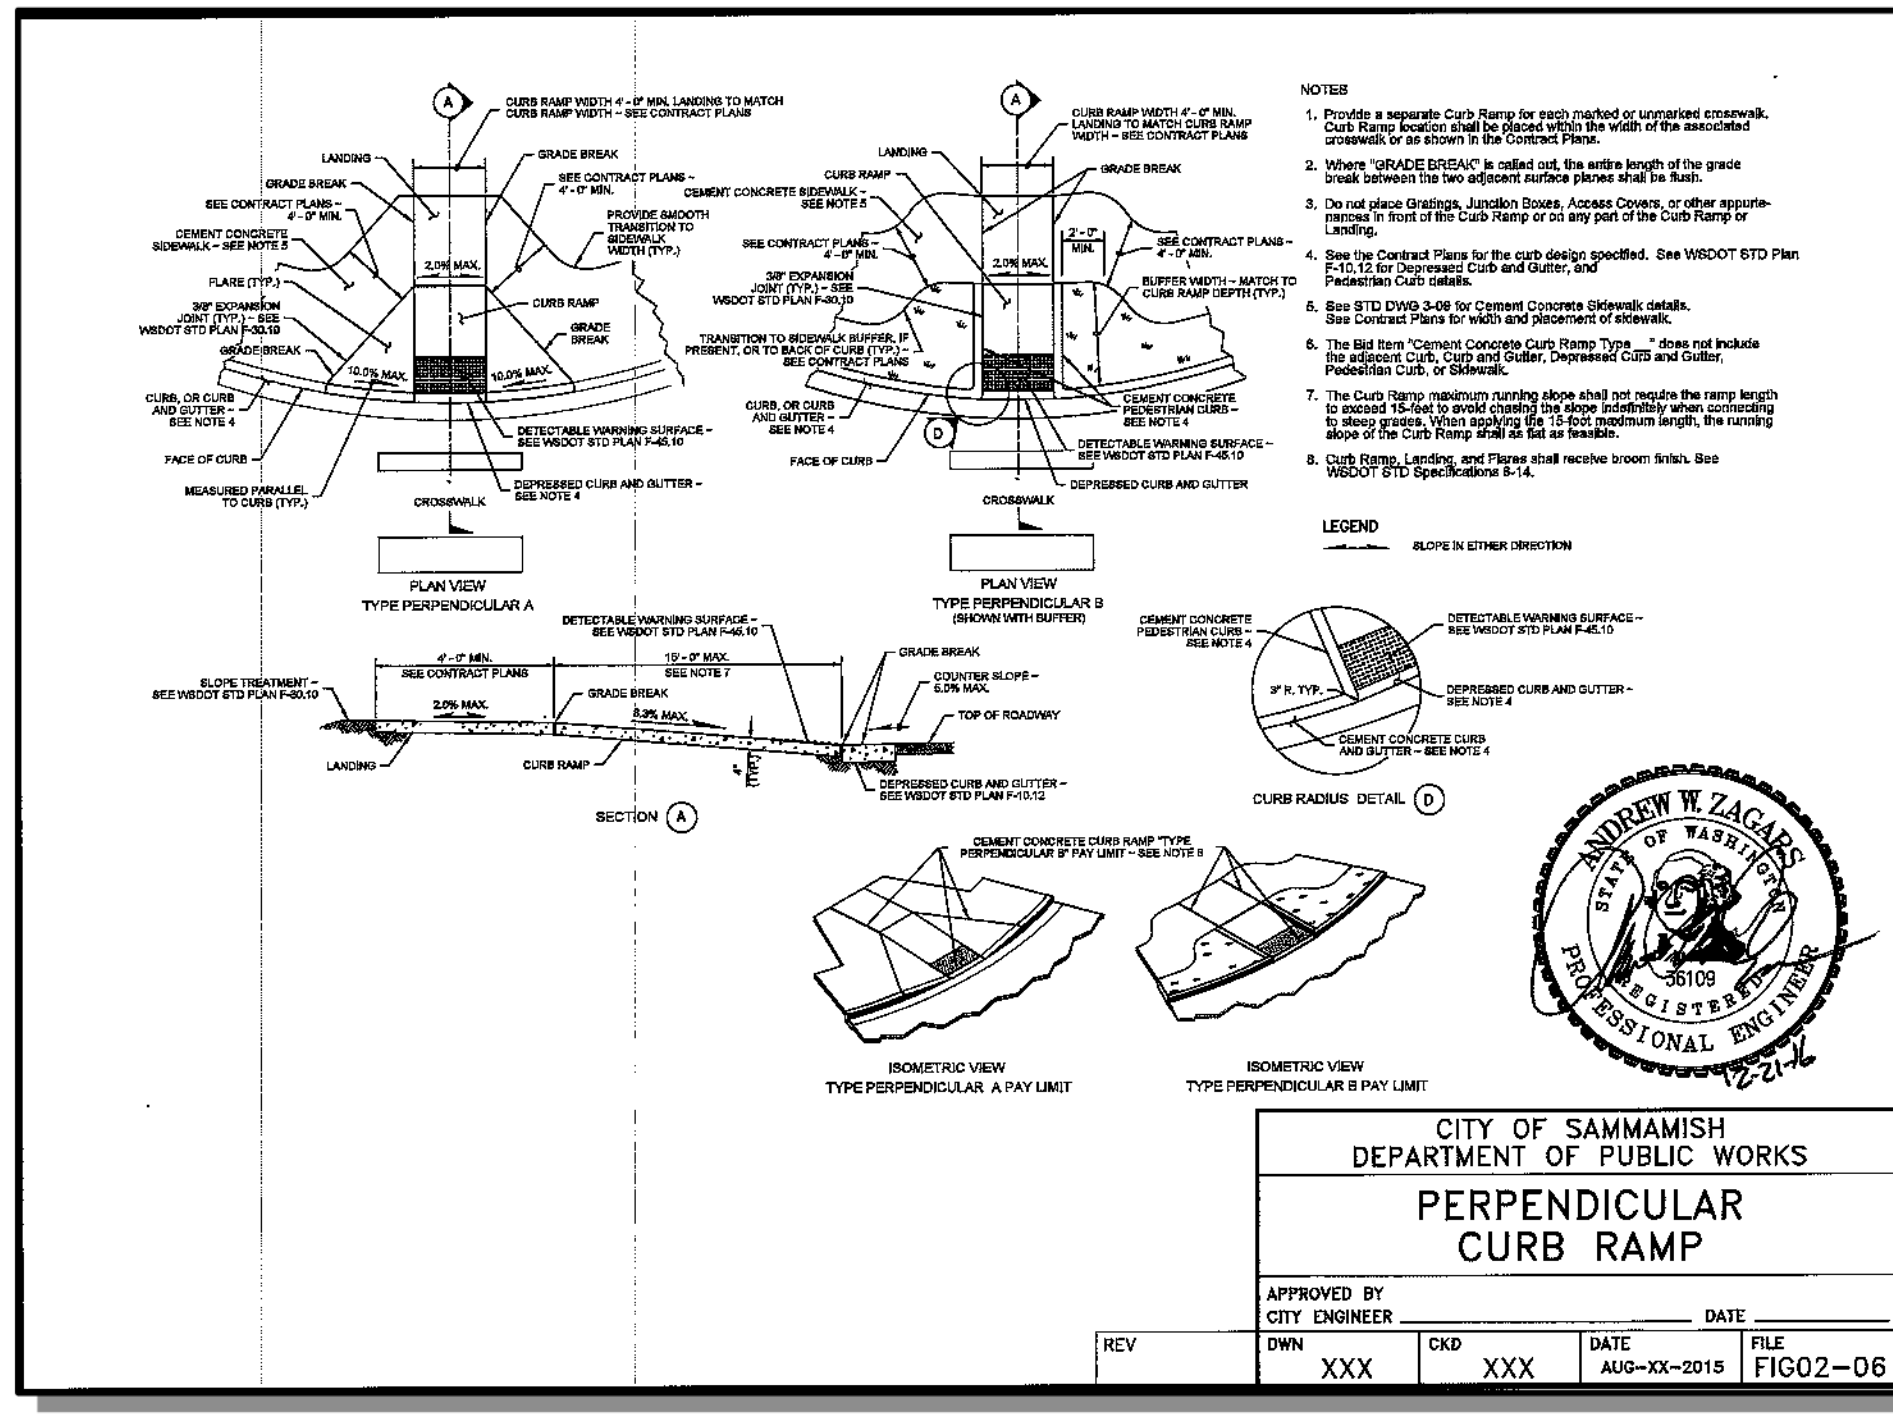 A
CURB RAMP WIDTH 4'-0" MIN. LANDING TO MATCH
CURB RAMP WIDTH - SEE CONTRACT PLANS
LANDING
GRADE BREAK
GRADE BREAK
SEE CONTRACT PLANS -
4'-0" MIN.
SEE CONTRACT PLANS -
4'-0" MIN.
PROVIDE SMOOTH
TRANSITION TO
SIDEWALK
WIDTH (TYP.)
CEMENT CONCRETE
SIDEWALK - SEE NOTE 5
2.0% MAX.
FLARE (TYP.)
3/8" EXPANSION
JOINT (TYP.) - SEE
WSDOT STD PLAN F-30.10
CURB RAMP
GRADE
BREAK
GRADE BREAK
10.0% MAX.
10.0% MAX.
CURB, OR CURB
AND GUTTER -
SEE NOTE 4
DETECTABLE WARNING SURFACE -
SEE WSDOT STD PLAN F-45.10
FACE OF CURB
DEPRESSED CURB AND GUTTER -
SEE NOTE 4
MEASURED PARALLEL
TO CURB (TYP.)
CROSSWALK
PLAN VIEW
TYPE PERPENDICULAR A
A
CURB RAMP WIDTH 4'-0" MIN.
LANDING TO MATCH CURB RAMP
WIDTH - SEE CONTRACT PLANS
LANDING
GRADE BREAK
CURB RAMP
CEMENT CONCRETE SIDEWALK -
SEE NOTE 5
2'-0"
MIN.
SEE CONTRACT PLANS -
4'-0" MIN.
SEE CONTRACT PLANS -
4'-0" MIN.
2.0% MAX.
3/8" EXPANSION
JOINT (TYP.) - SEE
WSDOT STD PLAN F-30.10
BUFFER WIDTH - MATCH TO
CURB RAMP DEPTH (TYP.)
TRANSITION TO SIDEWALK BUFFER, IF
PRESENT, OR TO BACK OF CURB (TYP.) -
SEE CONTRACT PLANS
CURB, OR CURB
AND GUTTER -
SEE NOTE 4
CEMENT CONCRETE
PEDESTRIAN CURB -
SEE NOTE 4
D
DETECTABLE WARNING SURFACE -
SEE WSDOT STD PLAN F-45.10
FACE OF CURB
DEPRESSED CURB AND GUTTER
CROSSWALK
PLAN VIEW
TYPE PERPENDICULAR B
(SHOWN WITH BUFFER)
NOTES
1. Provide a separate Curb Ramp for each marked or unmarked crosswalk.
Curb Ramp location shall be placed within the width of the associated
crosswalk or as shown in the Contract Plans.
2. Where "GRADE BREAK" is called out, the entire length of the grade
break between the two adjacent surface planes shall be flush.
3. Do not place Gratings, Junction Boxes, Access Covers, or other appurte-
nances in front of the Curb Ramp or on any part of the Curb Ramp or
Landing.
4. See the Contract Plans for the curb design specified. See WSDOT STD Plan
F-10.12 for Depressed Curb and Gutter, and
Pedestrian Curb details.
5. See STD DWG 3-09 for Cement Concrete Sidewalk details.
See Contract Plans for width and placement of sidewalk.
6. The Bid Item "Cement Concrete Curb Ramp Type __" does not include
the adjacent Curb, Curb and Gutter, Depressed Curb and Gutter,
Pedestrian Curb, or Sidewalk.
7. The Curb Ramp maximum running slope shall not require the ramp length
to exceed 15-feet to avoid chasing the slope indefinitely when connecting
to steep grades. When applying the 15-foot maximum length, the running
slope of the Curb Ramp shall as flat as feasible.
8. Curb Ramp, Landing, and Flares shall receive broom finish. See
WSDOT STD Specifications 8-14.
LEGEND
SLOPE IN EITHER DIRECTION
DETECTABLE WARNING SURFACE -
SEE WSDOT STD PLAN F-45.10
4'-0" MIN.
SEE CONTRACT PLANS
15'-0" MAX.
SEE NOTE 7
GRADE BREAK
SLOPE TREATMENT -
SEE WSDOT STD PLAN F-30.10
GRADE BREAK
COUNTER SLOPE -
5.0% MAX.
2.0% MAX.
8.3% MAX.
TOP OF ROADWAY
LANDING
CURB RAMP
4"
(TYP.)
DEPRESSED CURB AND GUTTER -
SEE WSDOT STD PLAN F-10.12
SECTION A
CEMENT CONCRETE
PEDESTRIAN CURB -
SEE NOTE 4
DETECTABLE WARNING SURFACE -
SEE WSDOT STD PLAN F-45.10
3" R. TYP.
DEPRESSED CURB AND GUTTER -
SEE NOTE 4
CEMENT CONCRETE CURB
AND GUTTER - SEE NOTE 4
CURB RADIUS DETAIL D
CEMENT CONCRETE CURB RAMP "TYPE
PERPENDICULAR B" PAY LIMIT - SEE NOTE 6
ISOMETRIC VIEW
TYPE PERPENDICULAR A PAY LIMIT
ISOMETRIC VIEW
TYPE PERPENDICULAR B PAY LIMIT
ANDREW W. ZAGARS
STATE OF WASHINGTON
36109
REGISTERED
PROFESSIONAL ENGINEER
CITY OF SAMMAMISH
DEPARTMENT OF PUBLIC WORKS
PERPENDICULAR
CURB RAMP
APPROVED BY
CITY ENGINEER DATE
REV
DWN
XXX
CKD
XXX
DATE
AUG-XX-2015
FILE
FIG02-06